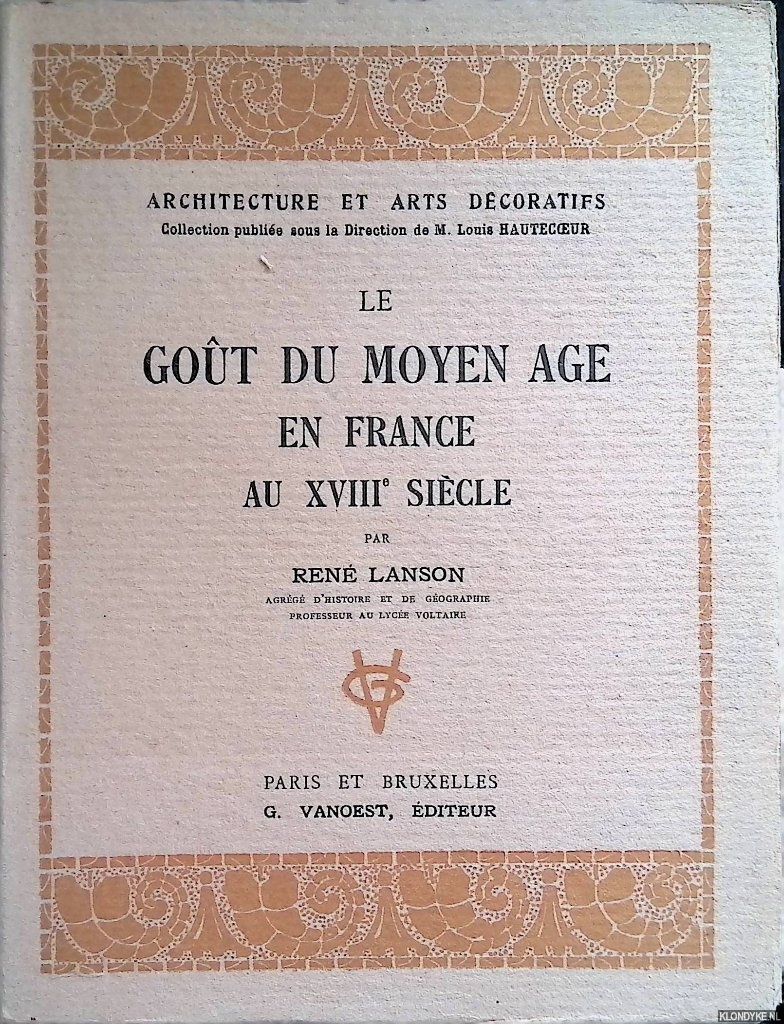 ARCHITECTURE ET ARTS DÉCORATIFS
Collection publiée sous la Direction de M. Louis HAUTECŒUR
LE
GOÛT DU MOYEN AGE
EN FRANCE
AU XVIIIe SIÈCLE
PAR
RENÉ LANSON
AGRÉGÉ D'HISTOIRE ET DE GÉOGRAPHIE
PROFESSEUR AU LYCÉE VOLTAIRE
GV
PARIS ET BRUXELLES
G. VANOEST, ÉDITEUR
KLONDYKE.NL